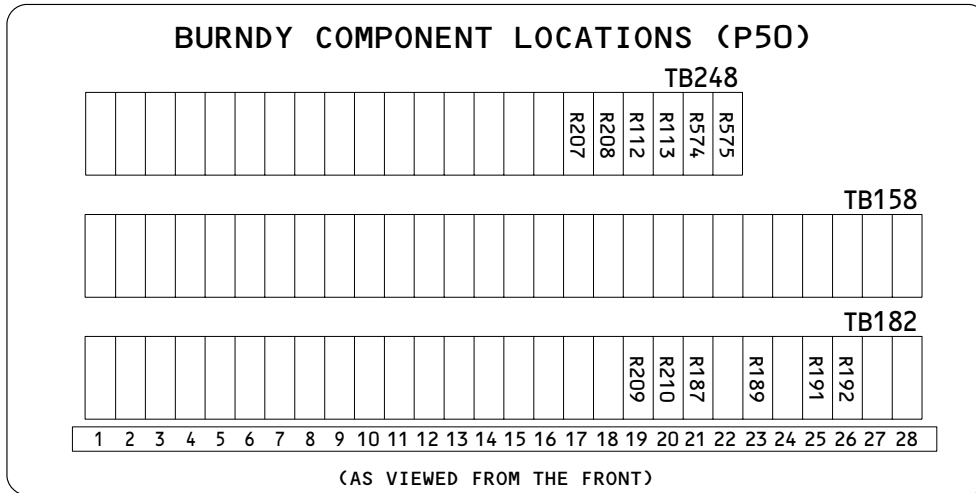 BURNDY COMPONENT LOCATIONS (P50)
TB248
R207 R208 R112 R113 R574 R575
TB158
TB182
R209 R210 R187 R189 R191 R192
1 2 3 4 5 6 7 8 9 10 11 12 13 14 15 16 17 18 19 20 21 22 23 24 25 26 27 28
(AS VIEWED FROM THE FRONT)